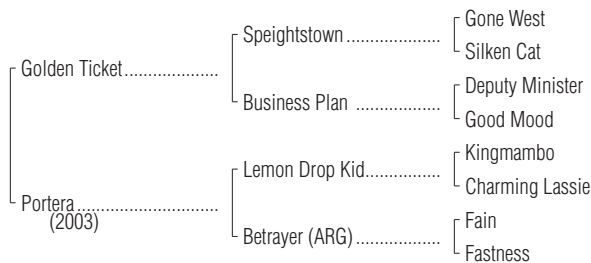 Gone West
Speightstown
Silken Cat
Golden Ticket
Deputy Minister
Business Plan
Good Mood
Kingmambo
Lemon Drop Kid
Charming Lassie
Portera
(2003)
Fain
Betrayer (ARG)
Fastness